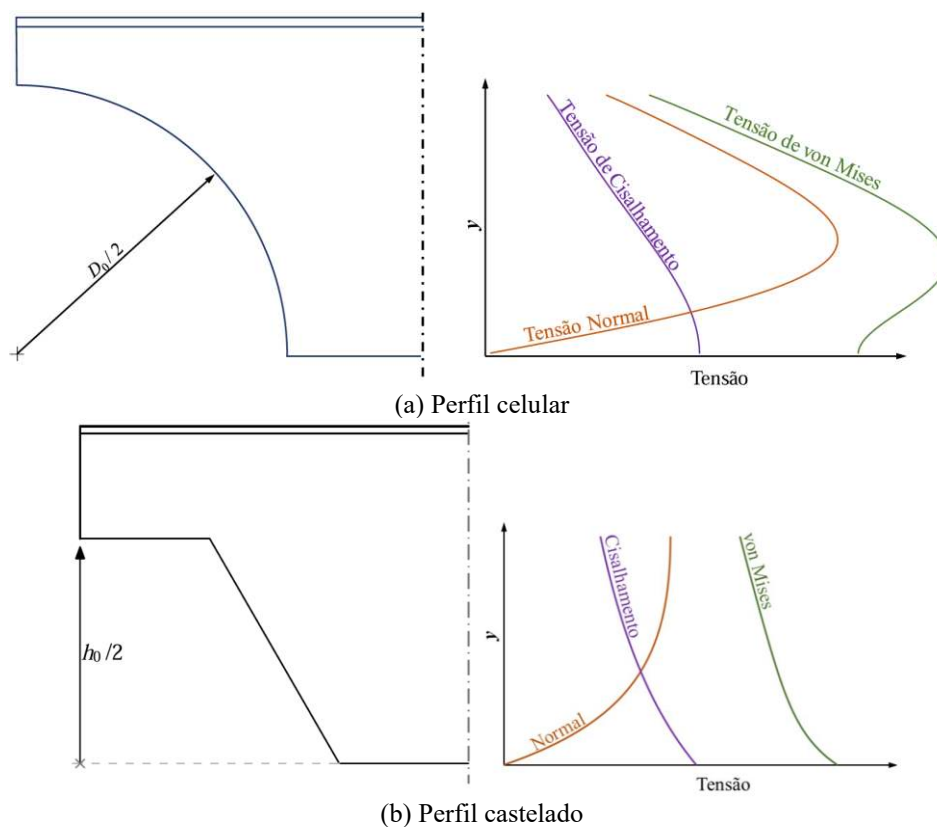 D₀/2
y
Tensão de Cisalhamento
Tensão de von Mises
Tensão Normal
Tensão
(a) Perfil celular
h₀/2
y
Cisalhamento
von Mises
Normal
Tensão
(b) Perfil castelado